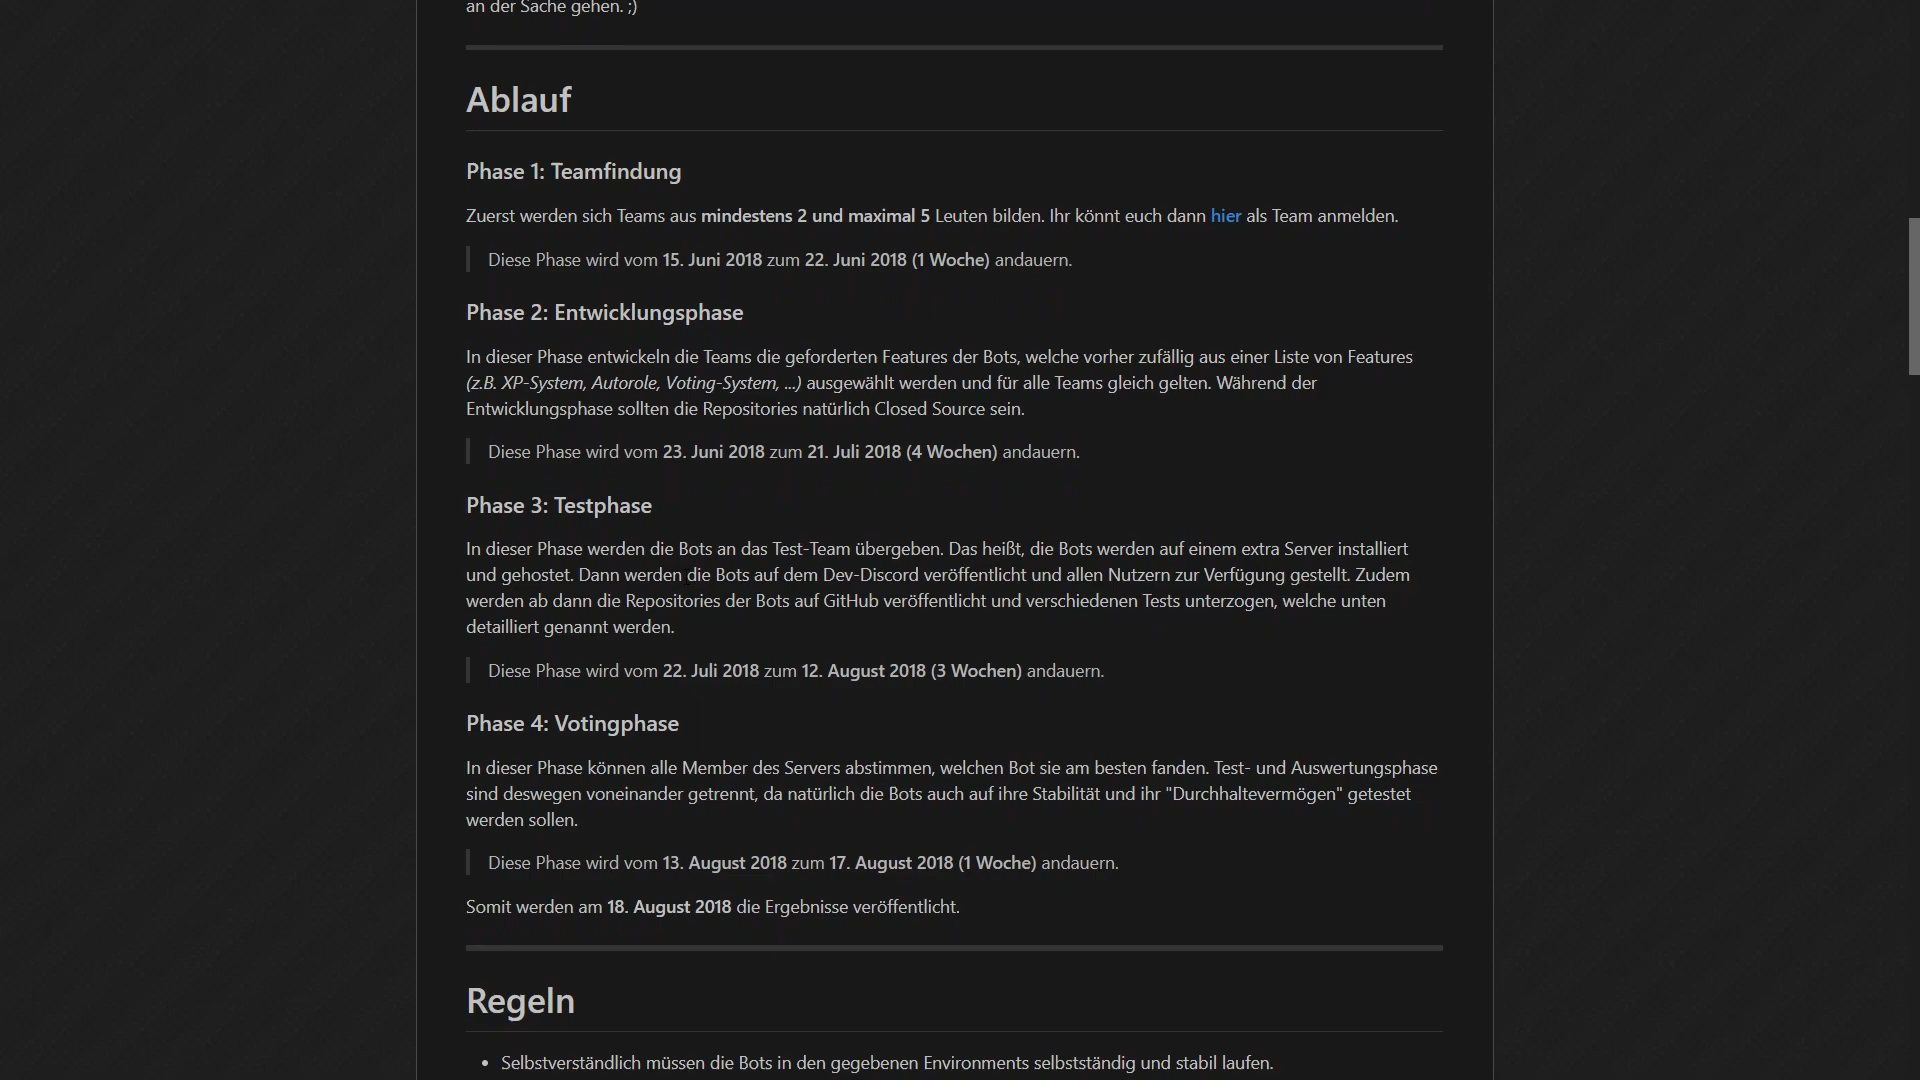 an der Sache gehen. ;)
Ablauf
Phase 1: Teamfindung
Zuerst werden sich Teams aus mindestens 2 und maximal 5 Leuten bilden. Ihr könnt euch dann hier als Team anmelden.
Diese Phase wird vom 15. Juni 2018 zum 22. Juni 2018 (1 Woche) andauern.
Phase 2: Entwicklungsphase
In dieser Phase entwickeln die Teams die geforderten Features der Bots, welche vorher zufällig aus einer Liste von Features
(z.B. XP-System, Autorole, Voting-System, ...) ausgewählt werden und für alle Teams gleich gelten. Während der
Entwicklungsphase sollten die Repositories natürlich Closed Source sein.
Diese Phase wird vom 23. Juni 2018 zum 21. Juli 2018 (4 Wochen) andauern.
Phase 3: Testphase
In dieser Phase werden die Bots an das Test-Team übergeben. Das heißt, die Bots werden auf einem extra Server installiert
und gehostet. Dann werden die Bots auf dem Dev-Discord veröffentlicht und allen Nutzern zur Verfügung gestellt. Zudem
werden ab dann die Repositories der Bots auf GitHub veröffentlicht und verschiedenen Tests unterzogen, welche unten
detailliert genannt werden.
Diese Phase wird vom 22. Juli 2018 zum 12. August 2018 (3 Wochen) andauern.
Phase 4: Votingphase
In dieser Phase können alle Member des Servers abstimmen, welchen Bot sie am besten fanden. Test- und Auswertungsphase
sind deswegen voneinander getrennt, da natürlich die Bots auch auf ihre Stabilität und ihr "Durchhaltevermögen" getestet
werden sollen.
Diese Phase wird vom 13. August 2018 zum 17. August 2018 (1 Woche) andauern.
Somit werden am 18. August 2018 die Ergebnisse veröffentlicht.
Regeln
• Selbstverständlich müssen die Bots in den gegebenen Environments selbstständig und stabil laufen.